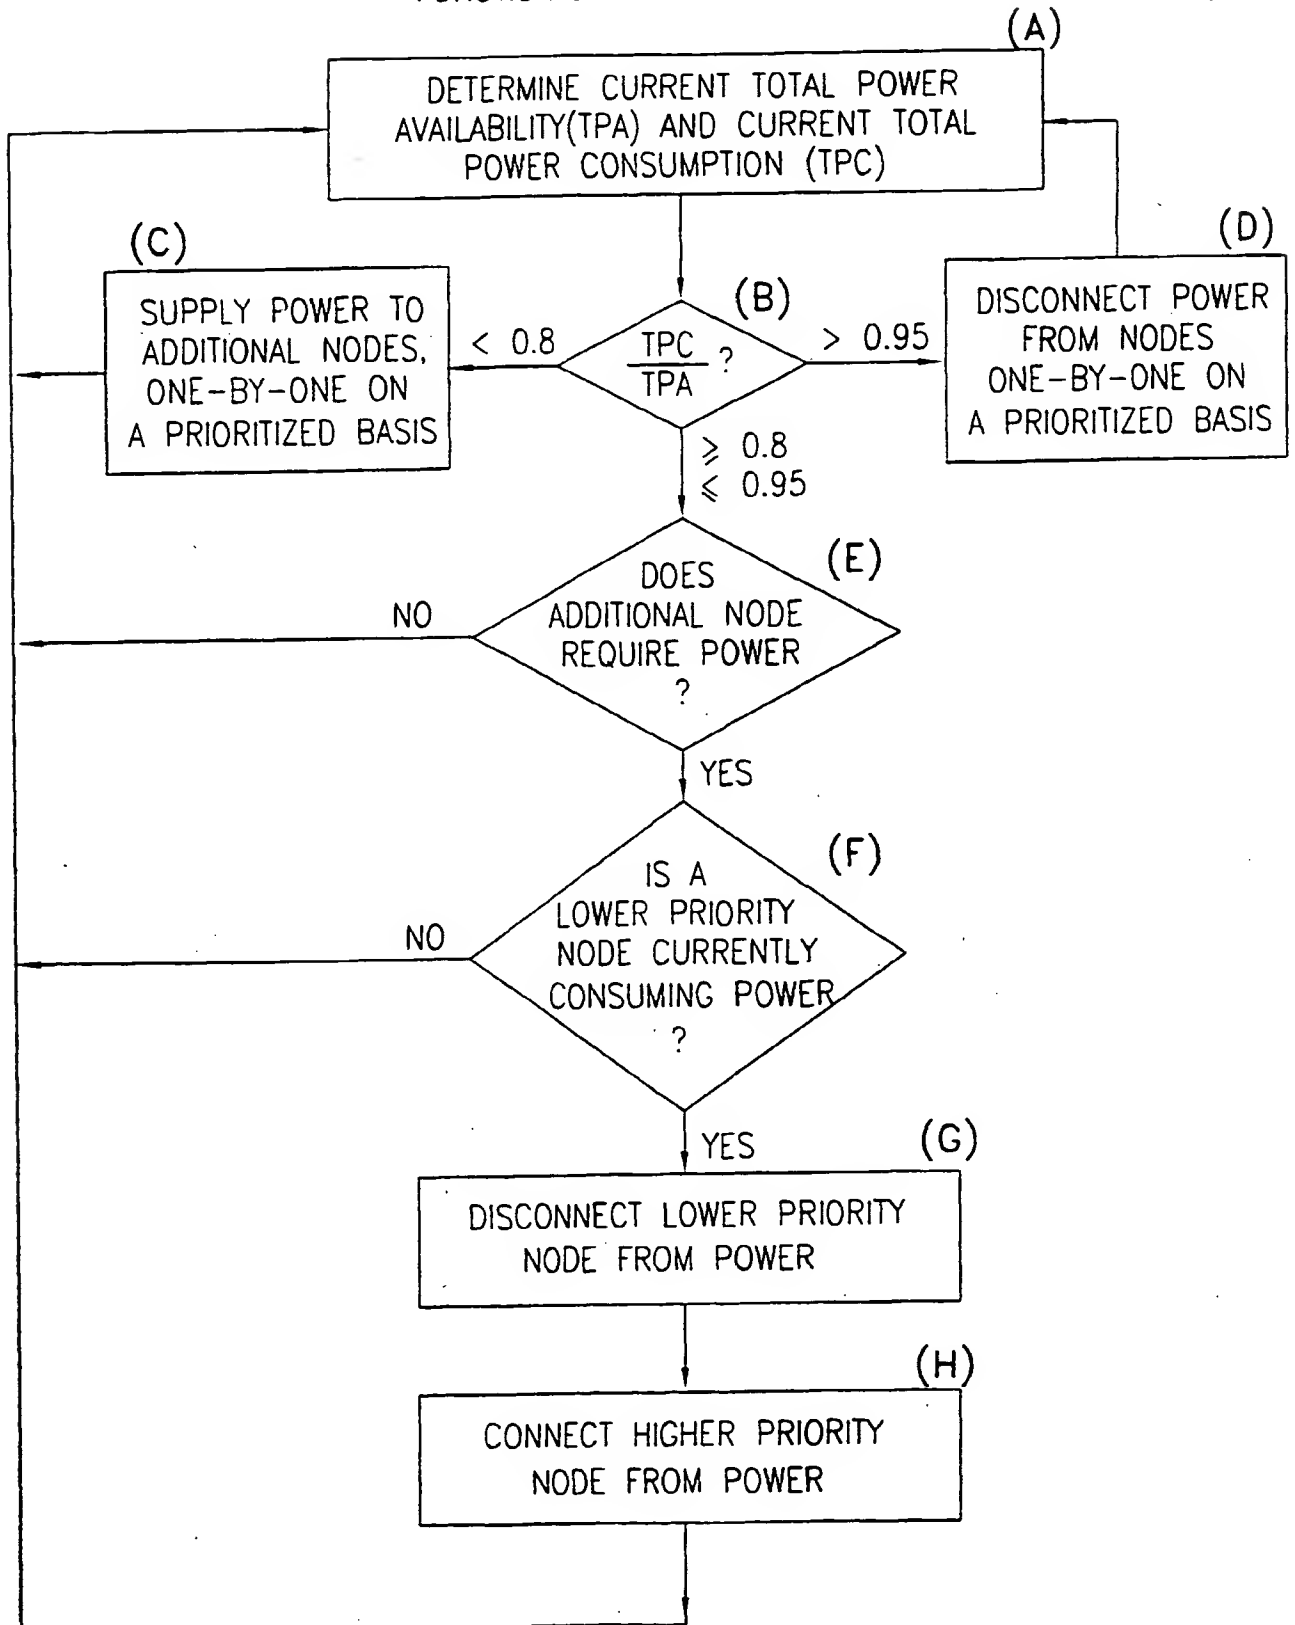 (A)
DETERMINE CURRENT TOTAL POWER
AVAILABILITY(TPA) AND CURRENT TOTAL
POWER CONSUMPTION (TPC)
(C)
SUPPLY POWER TO
ADDITIONAL NODES,
ONE-BY-ONE ON
A PRIORITIZED BASIS
< 0.8
(B)
TPC
TPA
?
> 0.95
(D)
DISCONNECT POWER
FROM NODES
ONE-BY-ONE ON
A PRIORITIZED BASIS
⩾ 0.8
⩽ 0.95
(E)
DOES
ADDITIONAL NODE
REQUIRE POWER
?
NO
YES
(F)
IS A
LOWER PRIORITY
NODE CURRENTLY
CONSUMING POWER
?
NO
YES
(G)
DISCONNECT LOWER PRIORITY
NODE FROM POWER
(H)
CONNECT HIGHER PRIORITY
NODE FROM POWER